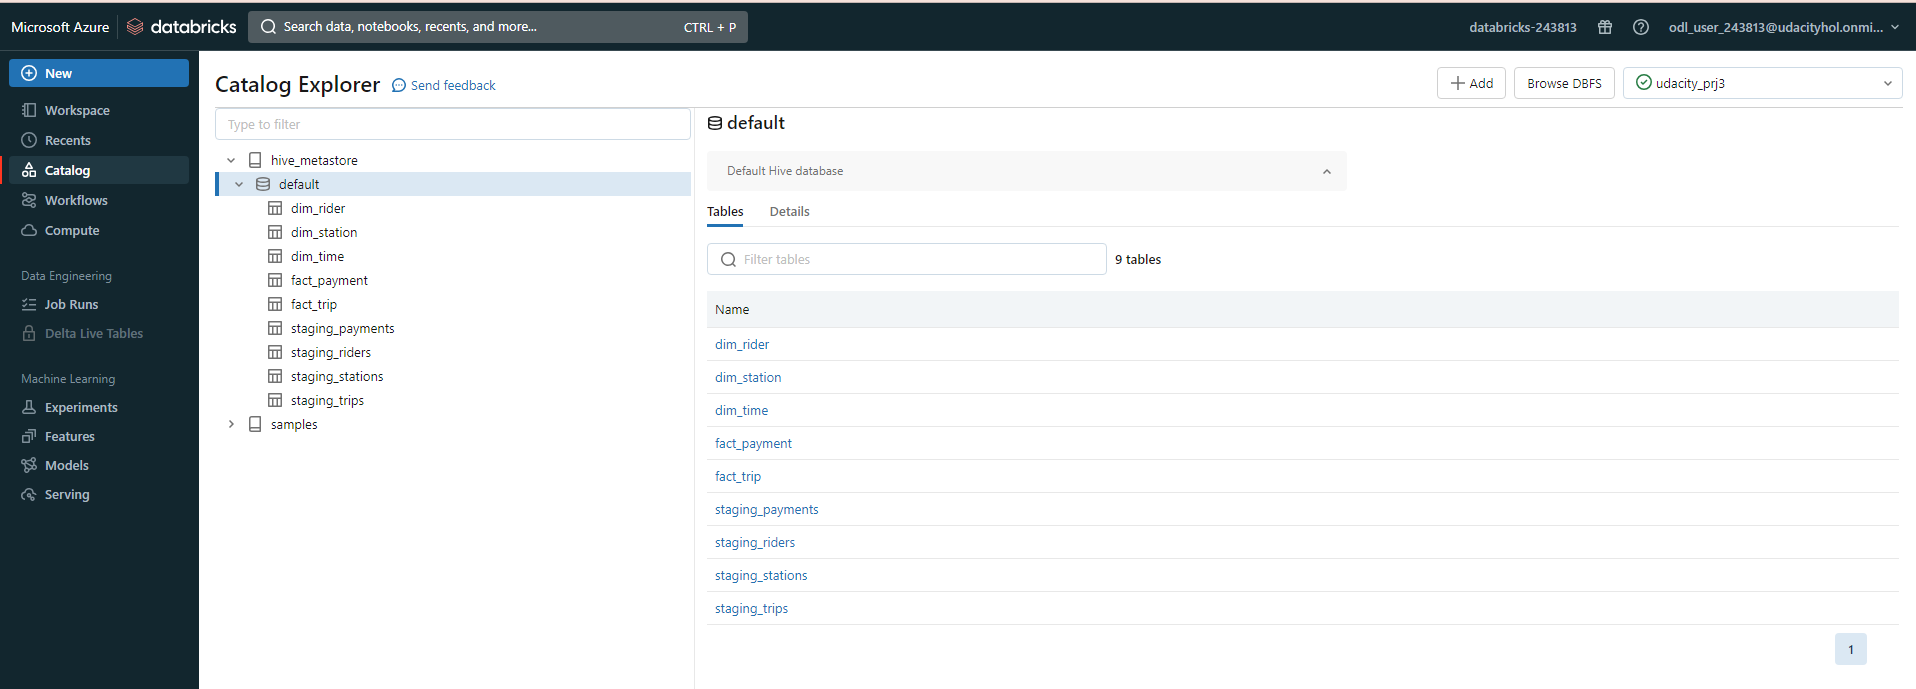 Microsoft Azure databricks Search data, notebooks, recents, and more... CTRL + P databricks-243813 odl_user_243813@udacityhol.onmi...
New
Workspace
Recents
Catalog
Workflows
Compute
Data Engineering
Job Runs
Delta Live Tables
Machine Learning
Experiments
Features
Models
Serving
Catalog Explorer Send feedback
Add Browse DBFS udacity_prj3
Type to filter
hive_metastore
default
dim_rider
dim_station
dim_time
fact_payment
fact_trip
staging_payments
staging_riders
staging_stations
staging_trips
samples
default
Default Hive database
Tables Details
Filter tables 9 tables
Name
dim_rider
dim_station
dim_time
fact_payment
fact_trip
staging_payments
staging_riders
staging_stations
staging_trips
1